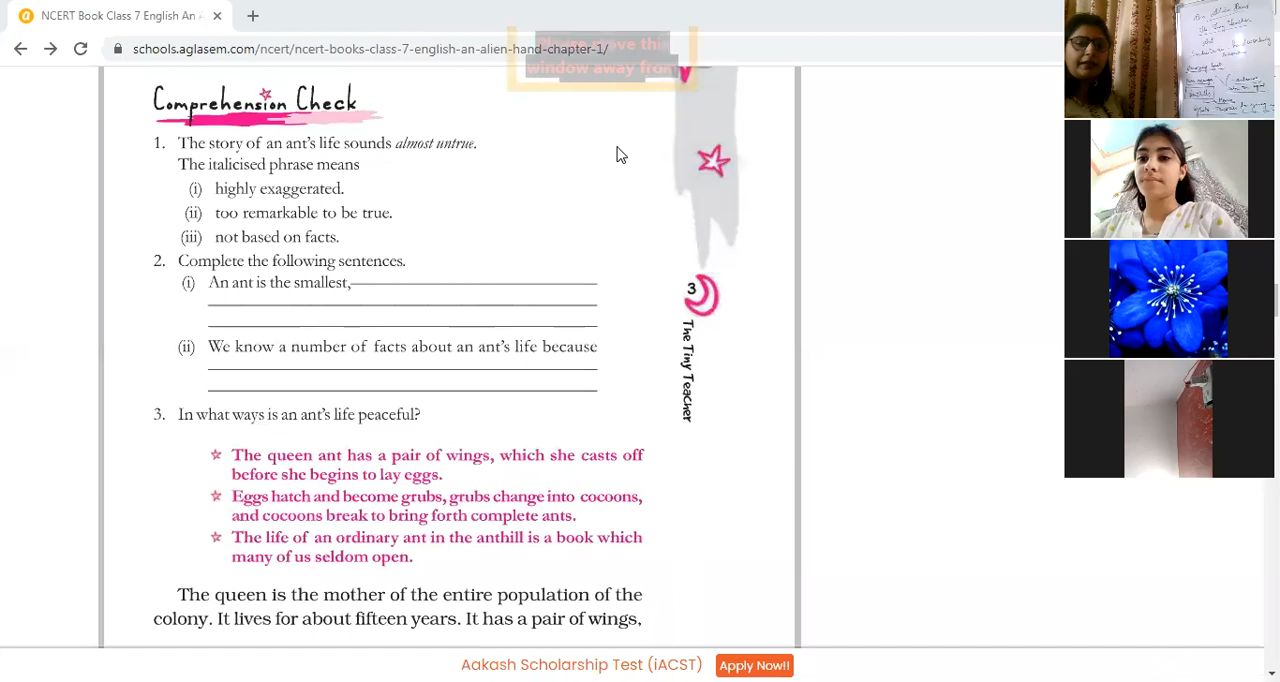 NCERT Book Class 7 English An A
schools.aglasem.com/ncert/ncert-books-class-7-english-an-alien-hand-chapter-1/
window away from
Comprehension Check
1. The story of an ant's life sounds almost untrue.
The italicised phrase means
(i) highly exaggerated.
(ii) too remarkable to be true.
(iii) not based on facts.
2. Complete the following sentences.
(i) An ant is the smallest,
(ii) We know a number of facts about an ant's life because
3. In what ways is an ant's life peaceful?
The queen ant has a pair of wings, which she casts off
before she begins to lay eggs.
Eggs hatch and become grubs, grubs change into cocoons,
and cocoons break to bring forth complete ants.
The life of an ordinary ant in the anthill is a book which
many of us seldom open.
The queen is the mother of the entire population of the
colony. It lives for about fifteen years. It has a pair of wings,
3
The Tiny Teacher
Aakash Scholarship Test (iACST)
Apply Now!!
The Tiny Teacher